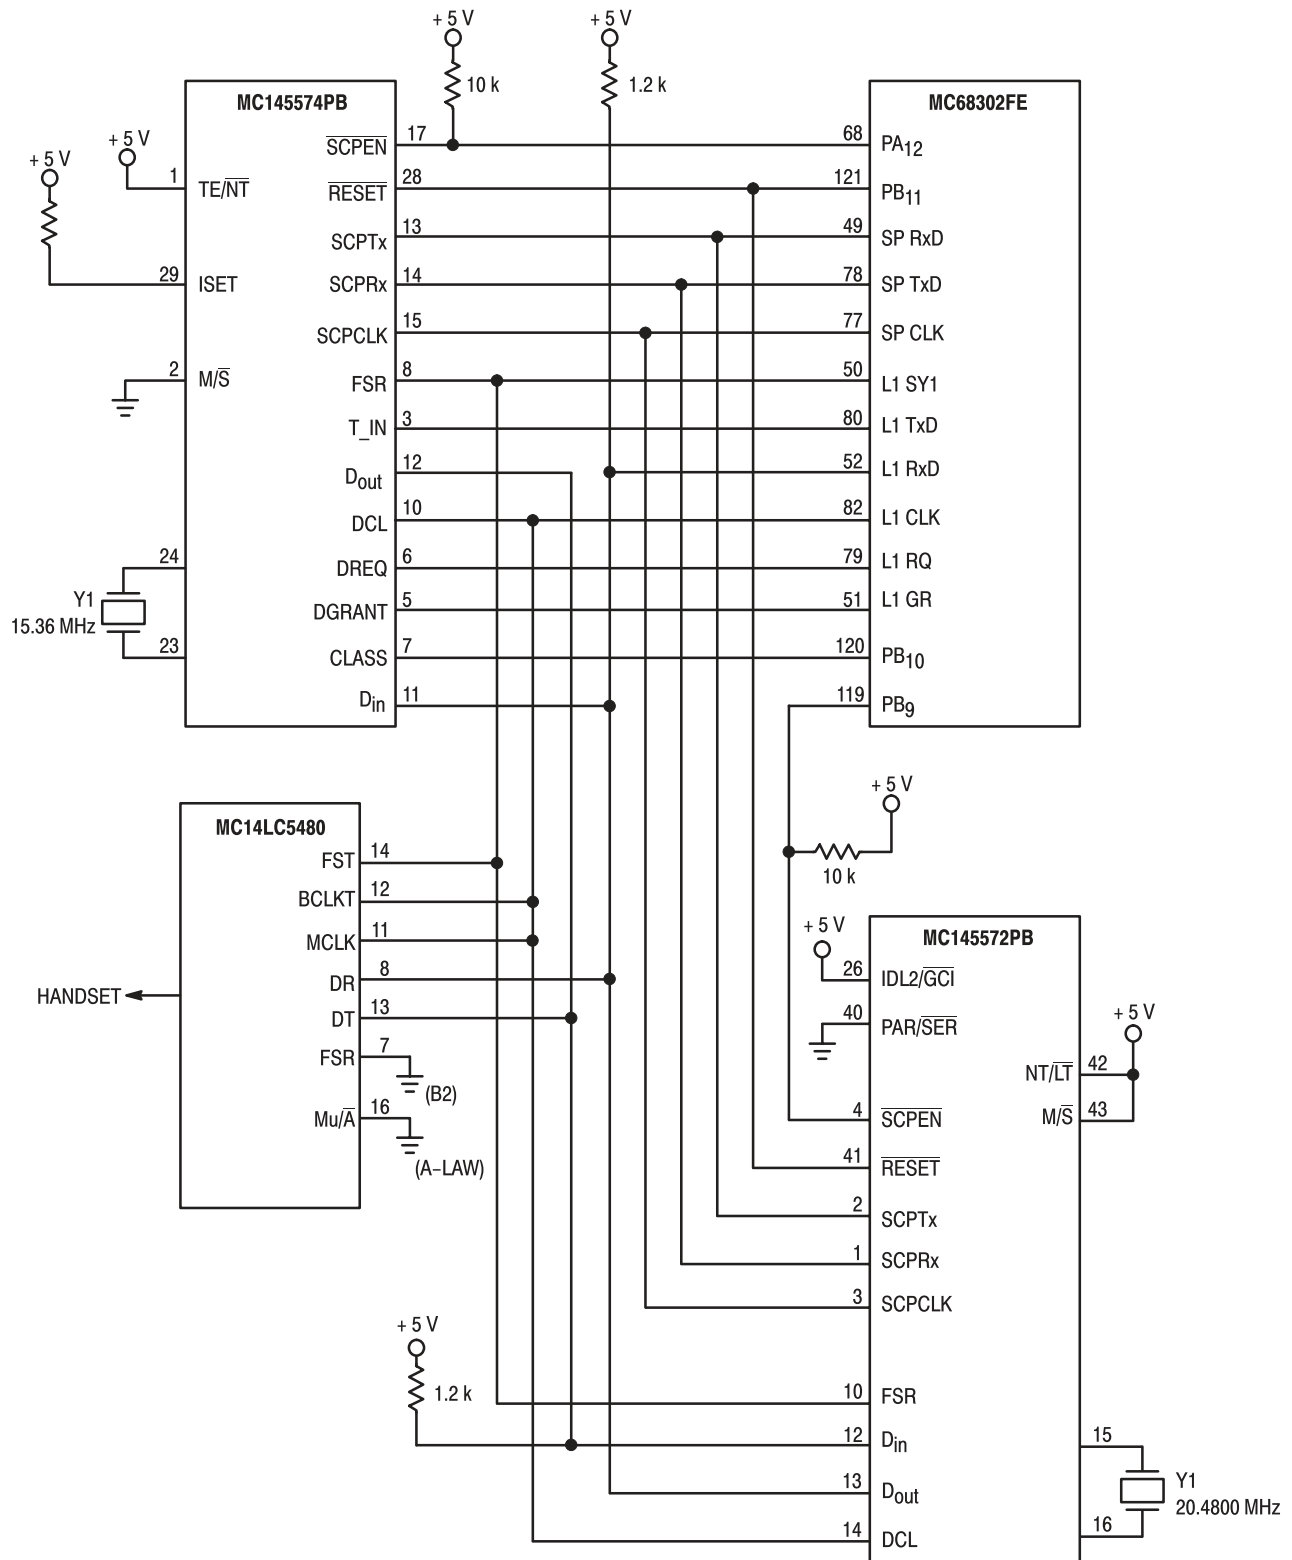 + 5 V
+ 5 V
10 k
1.2 k
MC145574PB
MC68302FE
+ 5 V
+ 5 V
1 TE/NT
29 ISET
2 M/S
24
Y1
15.36 MHz
23
SCPEN 17
RESET 28
SCPTx 13
SCPRx 14
SCPCLK 15
FSR 8
T_IN 3
Dout 12
DCL 10
DREQ 6
DGRANT 5
CLASS 7
Din 11
68 PA12
121 PB11
49 SP RxD
78 SP TxD
77 SP CLK
50 L1 SY1
80 L1 TxD
52 L1 RxD
82 L1 CLK
79 L1 RQ
51 L1 GR
120 PB10
119 PB9
+ 5 V
10 k
MC14LC5480
FST 14
BCLKT 12
MCLK 11
DR 8
DT 13
FSR 7
(B2)
Mu/A 16
(A–LAW)
HANDSET
MC145572PB
+ 5 V
26 IDL2/GCI
40 PAR/SER
+ 5 V
NT/LT 42
M/S 43
4 SCPEN
41 RESET
2 SCPTx
1 SCPRx
3 SCPCLK
+ 5 V
1.2 k
10 FSR
12 Din
13 Dout
14 DCL
15
Y1
20.4800 MHz
16